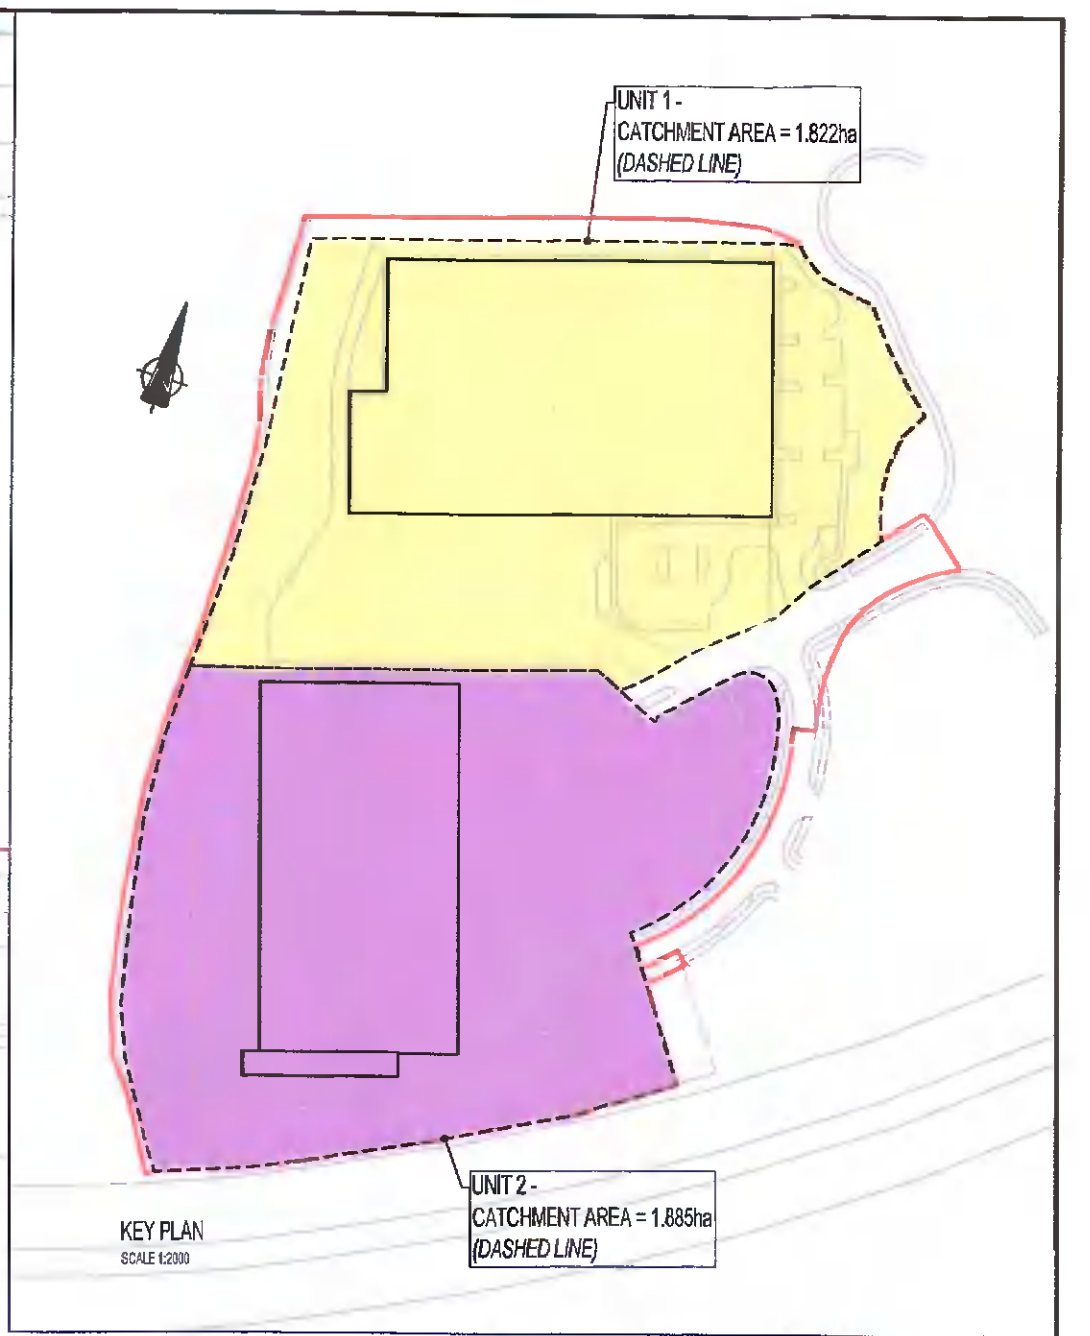 UNIT 1 -
CATCHMENT AREA = 1.822ha
(DASHED LINE)
UNIT 2 -
CATCHMENT AREA = 1.885ha
(DASHED LINE)
KEY PLAN
SCALE 1:2000